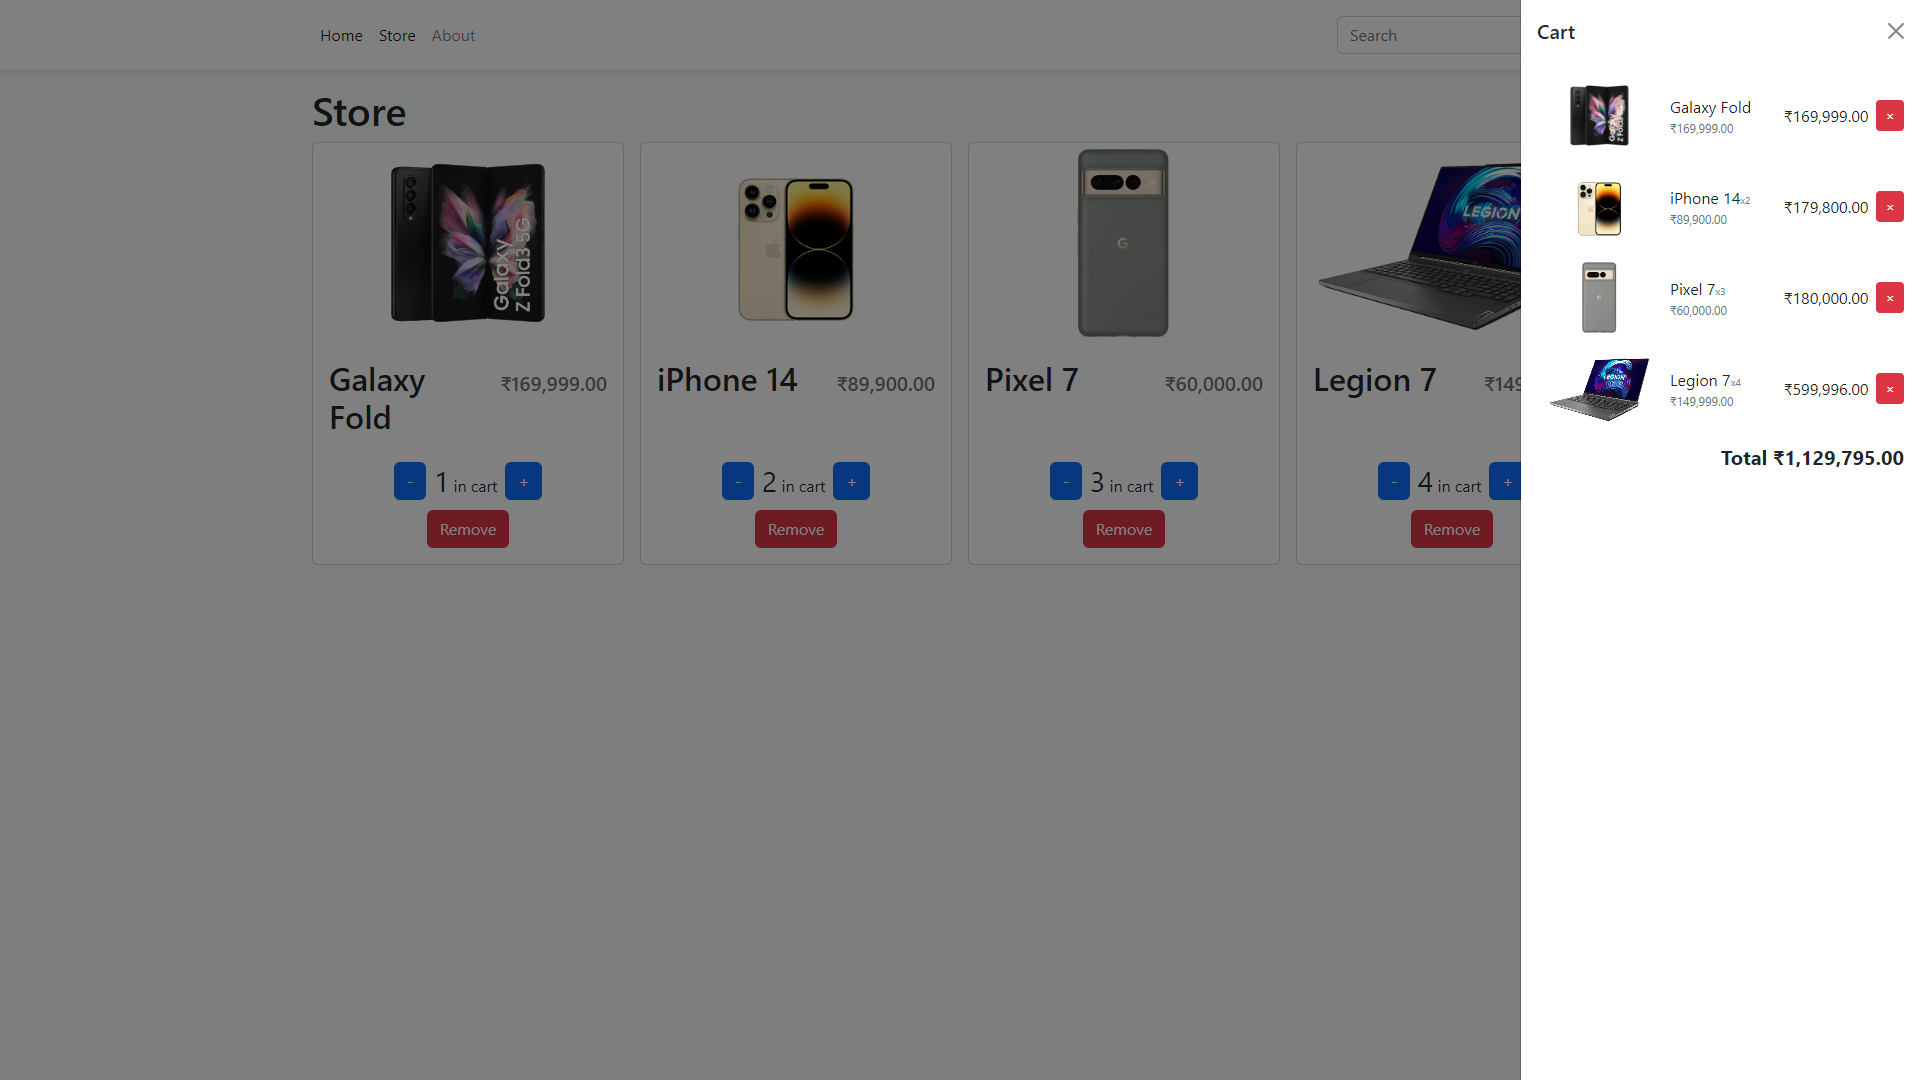 Home Store About
Search
Store
Galaxy
Z Fold3 5G
LEGION
Galaxy Fold ₹169,999.00
iPhone 14 ₹89,900.00
Pixel 7 ₹60,000.00
Legion 7 ₹149
- 1 in cart +
Remove
- 2 in cart +
Remove
- 3 in cart +
Remove
- 4 in cart +
Remove
Cart
Galaxy
Z Fold3 5G
Galaxy Fold
₹169,999.00
₹169,999.00 ×
iPhone 14x2
₹89,900.00
₹179,800.00 ×
Pixel 7x3
₹60,000.00
₹180,000.00 ×
LEGION
Legion 7x4
₹149,999.00
₹599,996.00 ×
Total ₹1,129,795.00